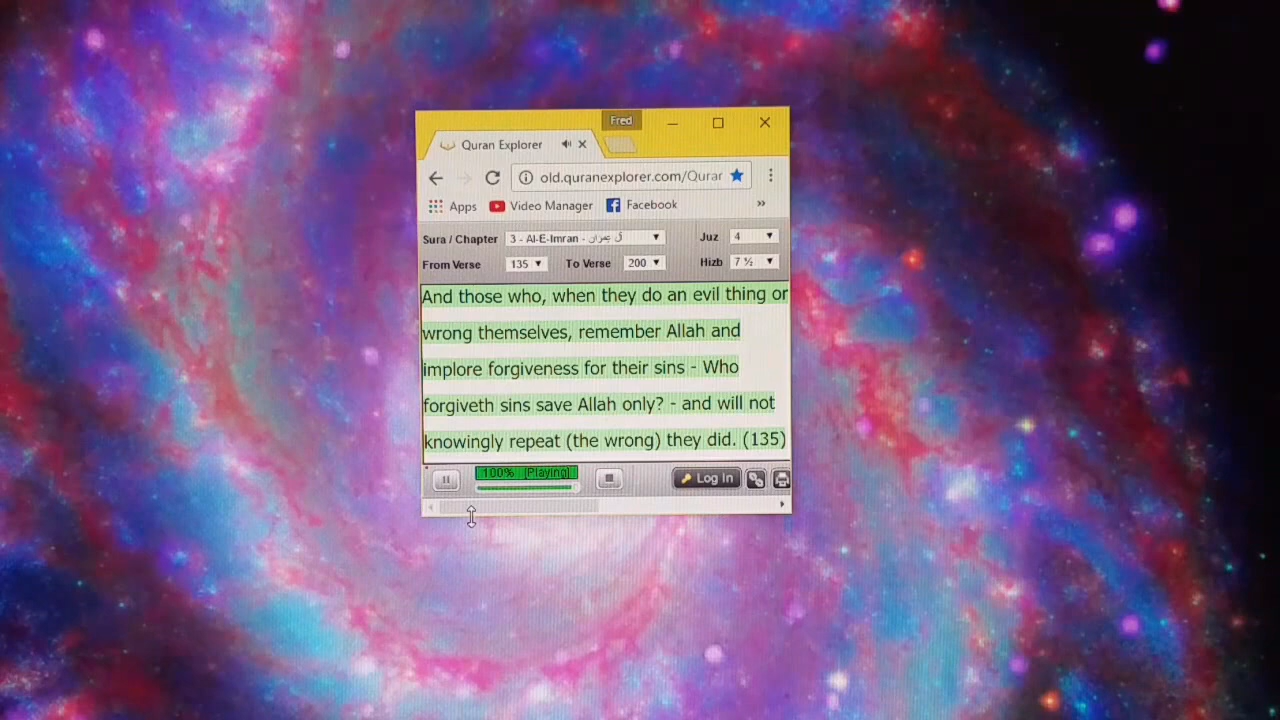 Fred
Quran Explorer
old.quranexplorer.com/Qurar
Apps Video Manager Facebook »
Sura / Chapter 3 - Al-E-Imran - آل عمران Juz 4
From Verse 135 To Verse 200 Hizb 7 ½
And those who, when they do an evil thing or
wrong themselves, remember Allah and
implore forgiveness for their sins - Who
forgiveth sins save Allah only? - and will not
knowingly repeat (the wrong) they did. (135)
100% (Playing) Log In